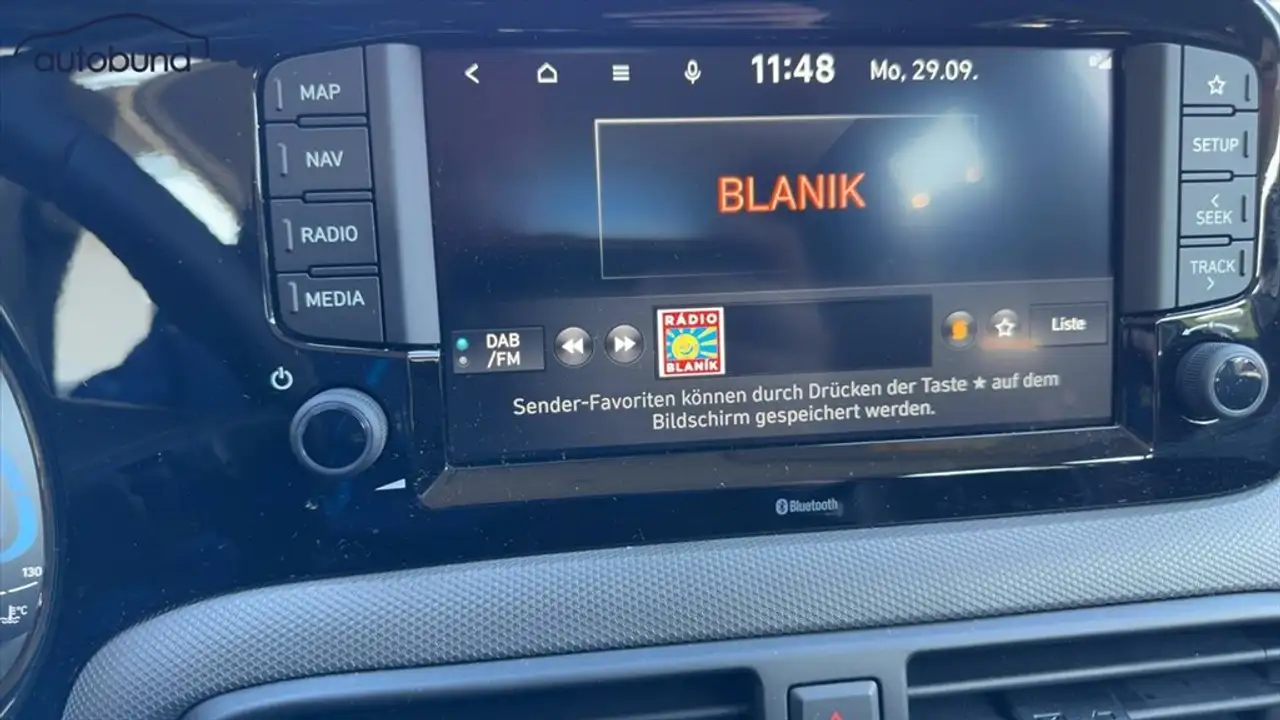 autobund
MAP
NAV
RADIO
MEDIA
11:48
Mo, 29.09.
BLANIK
DAB
/FM
RÁDIO
BLANÍK
Liste
Sender-Favoriten können durch Drücken der Taste ★ auf dem
Bildschirm gespeichert werden.
SETUP
<
SEEK
TRACK
>
Bluetooth
130
°C